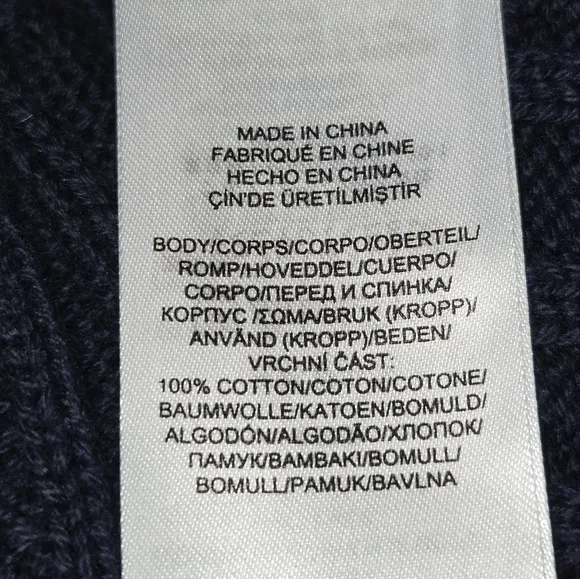 MADE IN CHINA
FABRIQUÉ EN CHINE
HECHO EN CHINA
ÇİN'DE ÜRETİLMİŞTİR
BODY/CORPS/CORPO/OBERTEIL/
ROMP/HOVEDDEL/CUERPO/
CORPO/ПЕРЕД И СПИНКА/
КОРПУС /ΣΩΜΑ/BRUK (KROPP)/
ANVÄND (KROPP)/BEDEN/
VRCHNÍ ČÁST:
100% COTTON/COTON/COTONE/
BAUMWOLLE/KATOEN/BOMULD/
ALGODÓN/ALGODÃO/ХЛОПОК/
ПАМУК/ΒΑΜΒΑΚΙ/BOMULL/
BOMULL/PAMUK/BAVLNA